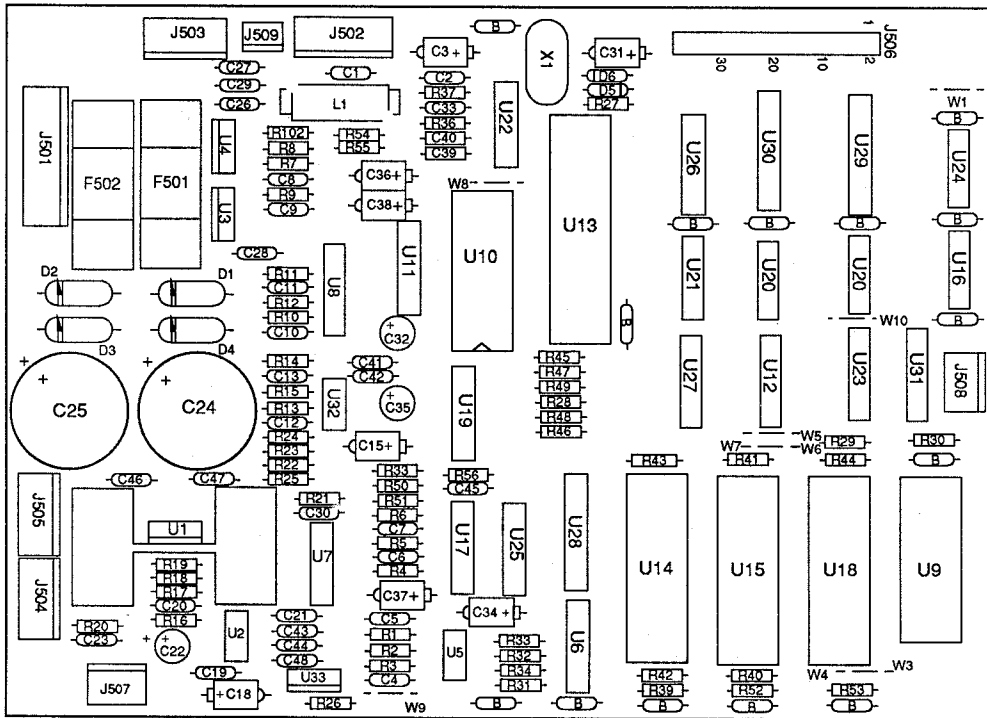 J503
J509
J502
C3+
B
X1
C31+
1
J506
30
20
10
2
C27
C29
C26
C1
L1
C2
R37
C33
R36
C40
C39
U22
D6
D5
R27
W1
B
J501
F502
F501
U4
U3
R102
R8
R7
C8
R9
C9
R54
R55
C36+
C38+
W8
U10
U13
U26
U30
U29
U24
B
B
B
B
C28
U11
U8
D2
D1
R11
C11
R12
R10
C10
+
C32
B
U21
U20
U20
U16
B
W10
D3
D4
+
+
C25
+
+
C24
R14
C13
R15
R13
C12
R24
R23
R22
R25
U32
C41
C42
C35
C15+
U19
R45
R47
R49
R28
R48
R46
U27
U12
U23
U31
J508
W5
W6
W7
R29
R30
R43
R41
R44
B
J505
C46
C47
R21
C30
R33
R50
R51
R6
C7
R5
C6
R4
R56
C45
U17
U25
U28
U1
U7
U14
U15
U18
U9
J504
R19
R18
R17
C20
R16
C37+
C34+
R20
C23
+
C22
U2
C21
C43
C44
C48
C5
R1
R2
R3
C4
U5
R33
R32
R34
R31
U6
J507
C19
+C18
U33
R26
W9
B
B
R42
R39
B
R40
R52
B
W4
W3
R53
B